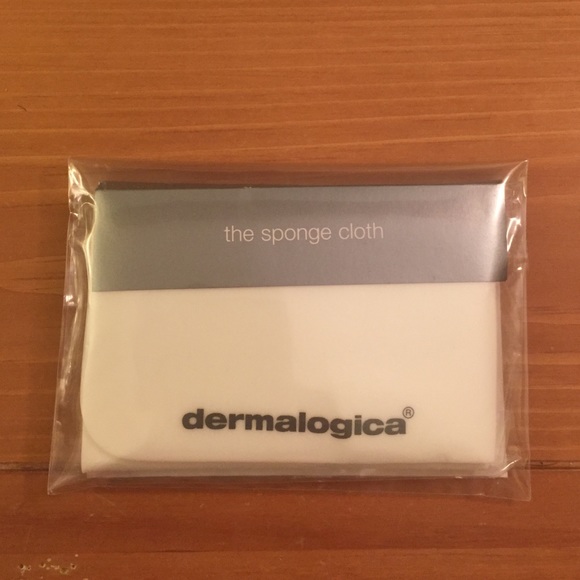 the sponge cloth
dermalogica®